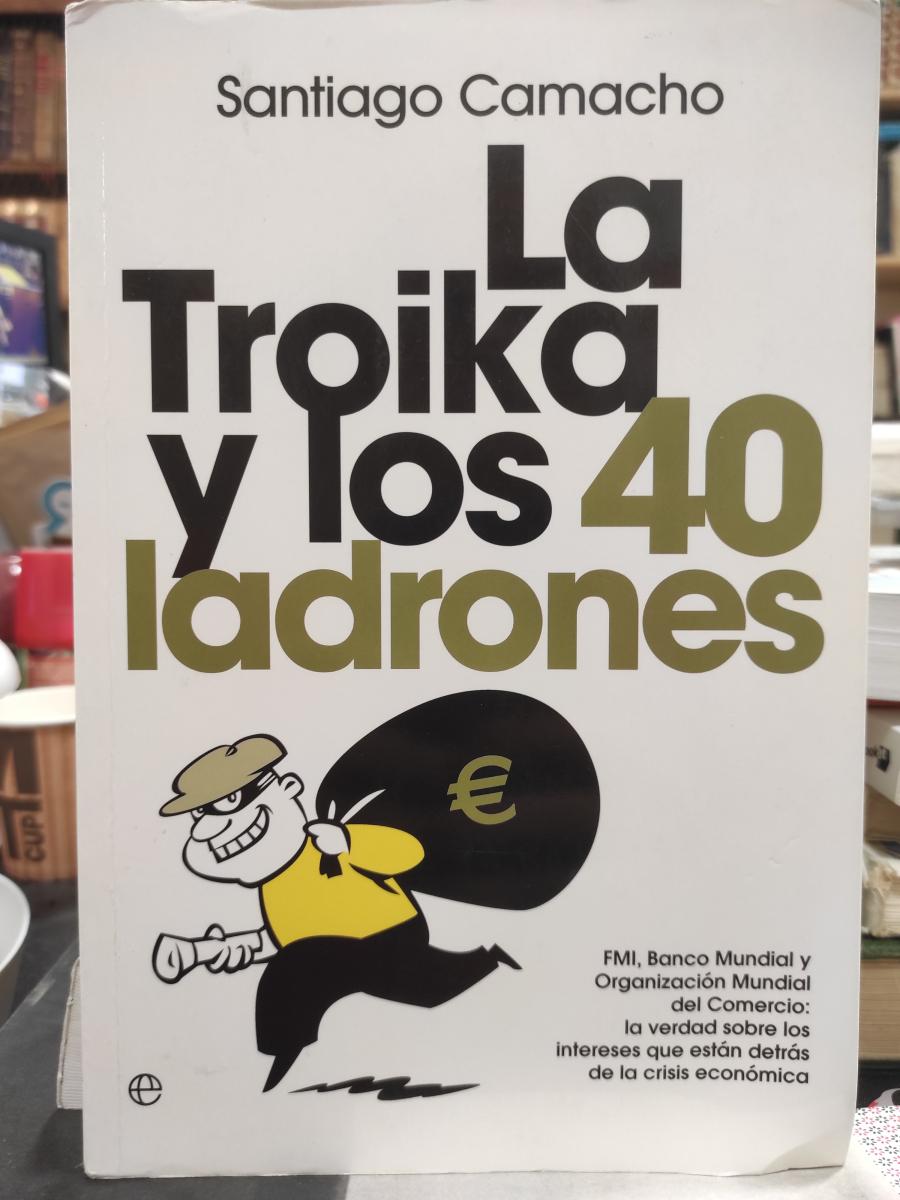 Santiago Camacho
La
Troika
y los 40
ladrones
€
FMI, Banco Mundial y
Organización Mundial
del Comercio:
la verdad sobre los
intereses que están detrás
de la crisis económica
CUP